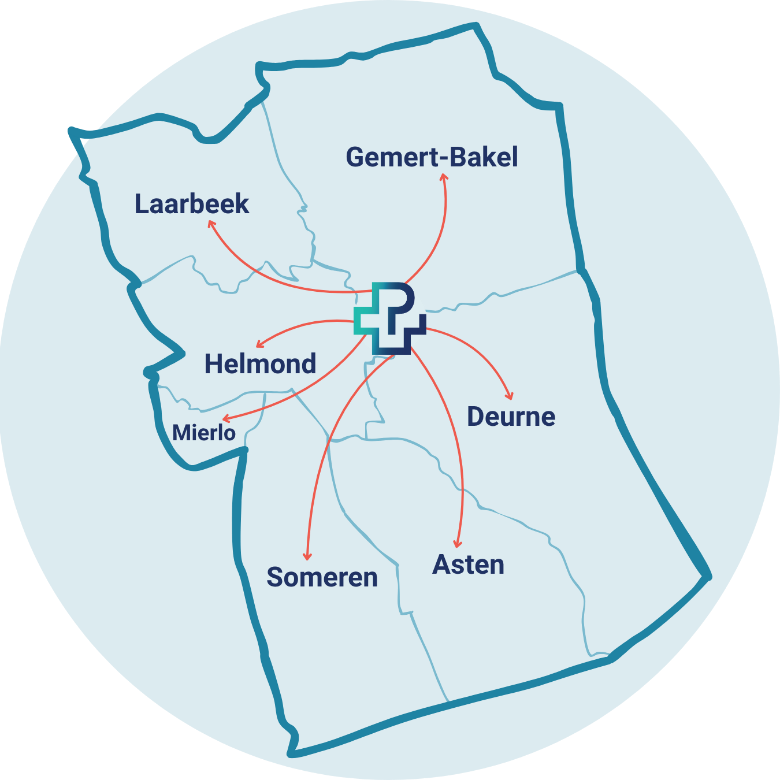 Gemert-Bakel
Laarbeek
P
Helmond
Deurne
Mierlo
Asten
Someren